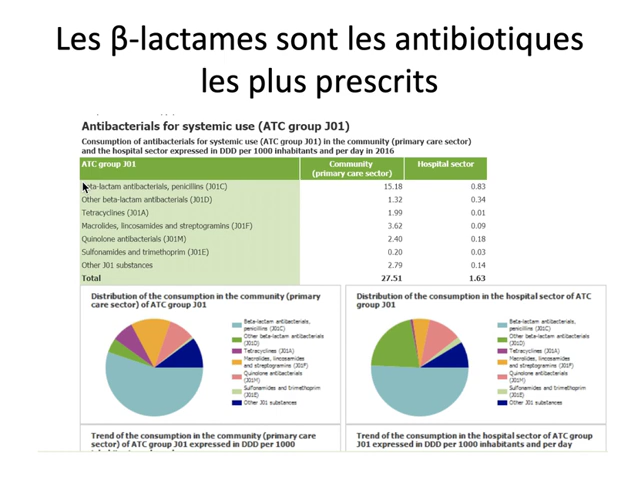 Les β-lactames sont les antibiotiques
les plus prescrits
Antibacterials for systemic use (ATC group J01)
Consumption of antibacterials for systemic use (ATC group J01) in the community (primary care sector)
and the hospital sector expressed in DDD per 1000 inhabitants and per day in 2016
ATC group J01 Community (primary care sector) Hospital sector
Beta-lactam antibacterials, penicillins (J01C) 15.18 0.83
Other beta-lactam antibacterials (J01D) 1.32 0.34
Tetracyclines (J01A) 1.99 0.01
Macrolides, lincosamides and streptogramins (J01F) 3.62 0.09
Quinolone antibacterials (J01M) 2.40 0.18
Sulfonamides and trimethoprim (J01E) 0.20 0.03
Other J01 substances 2.79 0.14
Total 27.51 1.63
Distribution of the consumption in the community (primary
care sector) of ATC group J01
Beta-lactam antibacterials,
penicillins (J01C)
Other beta-lactam antibacterials
(J01D)
Tetracyclines (J01A)
Macrolides, lincosamides
and streptogramins (J01F)
Quinolone antibacterials
(J01M)
Sulfonamides and trimethoprim
(J01E)
Other J01 substances
Distribution of the consumption in the hospital sector of ATC
group J01
Beta-lactam antibacterials,
penicillins (J01C)
Other beta-lactam antibacterials
(J01D)
Tetracyclines (J01A)
Macrolides, lincosamides
and streptogramins (J01F)
Quinolone antibacterials
(J01M)
Sulfonamides and trimethoprim
(J01E)
Other J01 substances
Trend of the consumption in the community (primary care
sector) of ATC group J01 expressed in DDD per 1000
Trend of the consumption in the hospital sector of ATC group
J01 expressed in DDD per 1000 inhabitants and per day